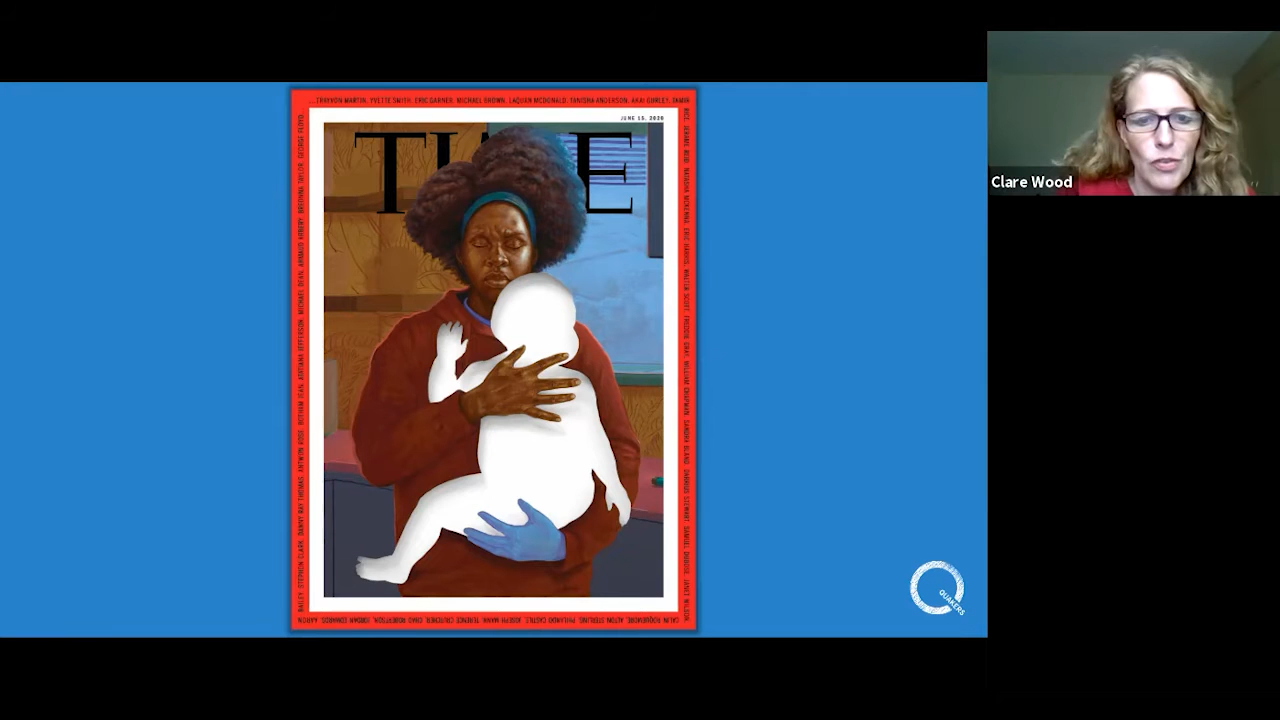 ...TRAYVON MARTIN. YVETTE SMITH. ERIC GARNER. MICHAEL BROWN. LAQUAN MCDONALD. TANISHA ANDERSON. AKAI GURLEY. TAMIR
RICE. JERAME REID. NATASHA MCKENNA. ERIC HARRIS. WALTER SCOTT. FREDDIE GRAY. WILLIAM CHAPMAN. SANDRA BLAND. DARRIUS STEWART. SAMUEL DUBOSE. JANET WILSON.
CALIN ROQUEMORE. ALTON STERLING. PHILANDO CASTILE. JOSEPH MANN. TERENCE CRUTCHER. CHAD ROBERTSON. JORDAN EDWARDS. AARON
BAILEY. STEPHON CLARK. DANNY RAY THOMAS. ANTWON ROSE. BOTHAM JEAN. ATATIANA JEFFERSON. MICHAEL DEAN. AHMAUD ARBERY. BREONNA TAYLOR. GEORGE FLOYD...
JUNE 15, 2020
TIME
Clare Wood
QUAKERS